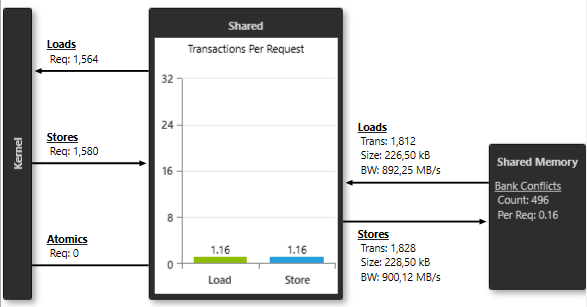 Kernel
Loads
Req: 1,564
Stores
Req: 1,580
Atomics
Req: 0
Shared
Transactions Per Request
32
24
16
8
0
1.16
1.16
Load
Store
Loads
Trans: 1,812
Size: 226,50 kB
BW: 892,25 MB/s
Stores
Trans: 1,828
Size: 228,50 kB
BW: 900,12 MB/s
Shared Memory
Bank Conflicts
Count: 496
Per Req: 0.16